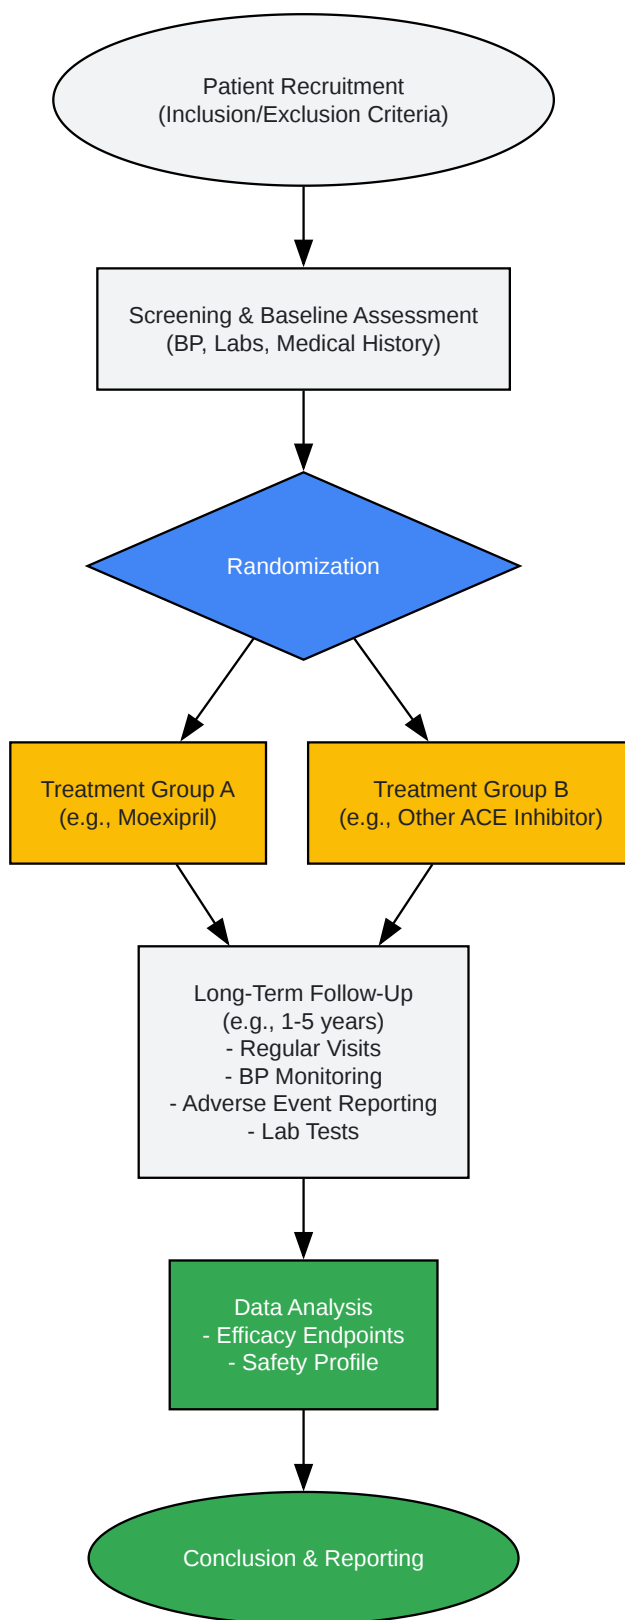 Patient Recruitment
(Inclusion/Exclusion Criteria)
Screening & Baseline Assessment
(BP, Labs, Medical History)
Randomization
Treatment Group A
(e.g., Moexipril)
Treatment Group B
(e.g., Other ACE Inhibitor)
Long-Term Follow-Up
(e.g., 1-5 years)
- Regular Visits
- BP Monitoring
- Adverse Event Reporting
- Lab Tests
Data Analysis
- Efficacy Endpoints
- Safety Profile
Conclusion & Reporting